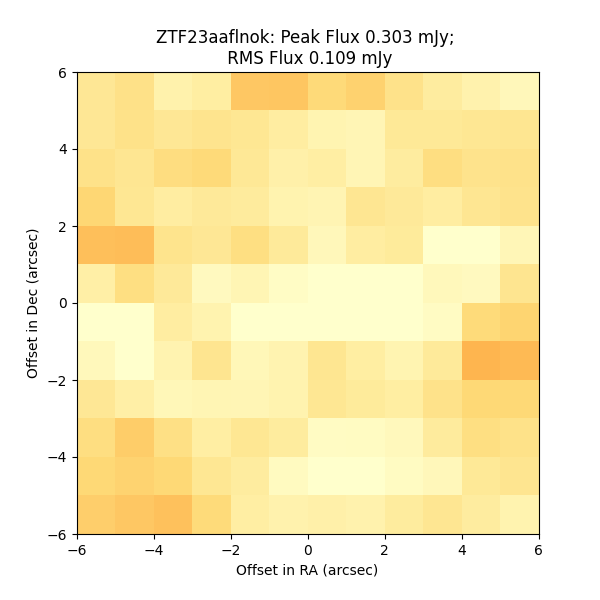 ZTF23aaflnok: Peak Flux 0.303 mJy;
RMS Flux 0.109 mJy
6
4
2
0
−2
−4
−6
Offset in Dec (arcsec)
−6 −4 −2 0 2 4 6
Offset in RA (arcsec)